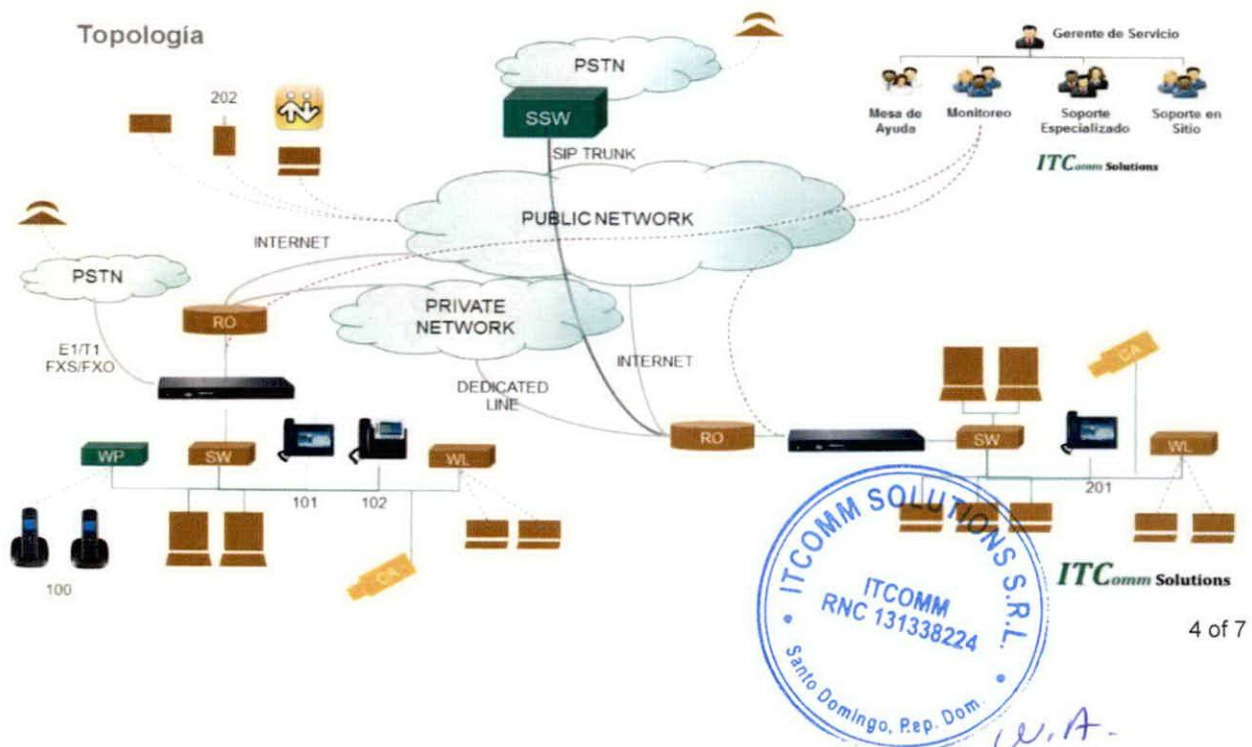 Topología
PSTN
SSW
SIP TRUNK
Gerente de Servicio
Mesa de
Ayuda
Monitoreo
Soporte
Especializado
Soporte en
Sitio
ITComm Solutions
202
PUBLIC NETWORK
INTERNET
PSTN
RO
PRIVATE
NETWORK
E1/T1
FXS/FXO
DEDICATED
LINE
INTERNET
RO
SW
CA
WL
201
WP
SW
WL
101
102
CA
100
ITCOMM SOLUTIONS S.R.L.
ITCOMM
RNC 131338224
Santo Domingo, Rep. Dom.
ITComm Solutions
4 of 7